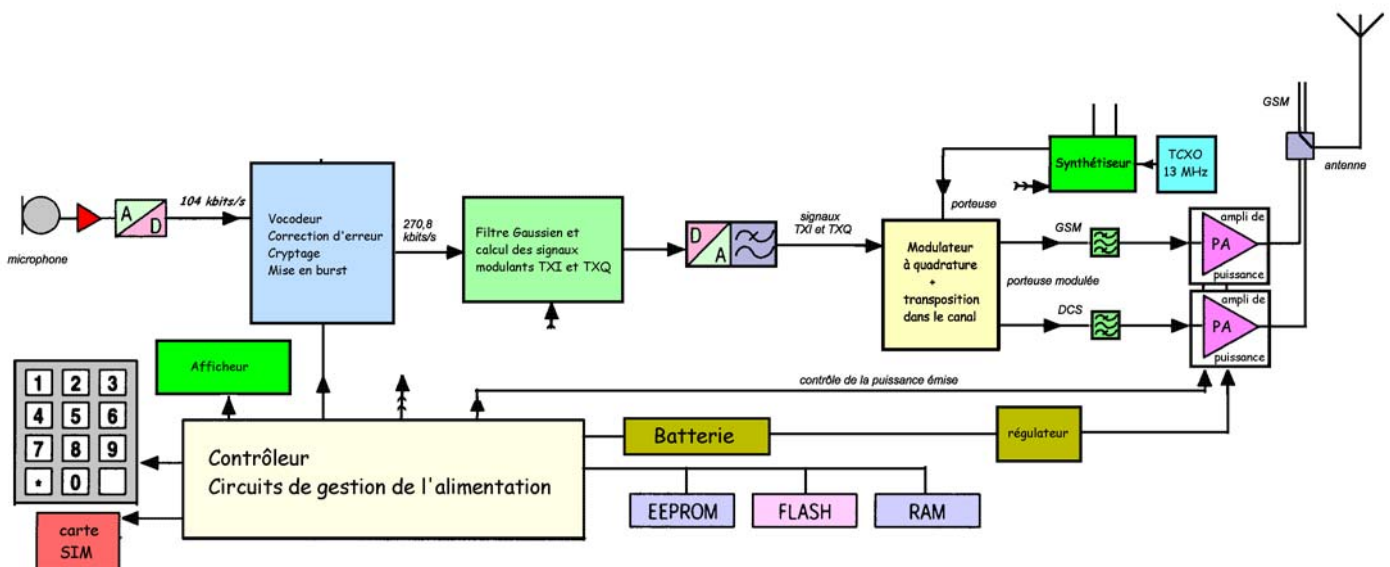 GSM
antenne
Synthétiseur
TCXO
13 MHz
microphone
A
D
104 kbits/s
Vocodeur
Correction d'erreur
Cryptage
Mise en burst
270,8
kbits/s
Filtre Gaussien et
calcul des signaux
modulants TXI et TXQ
D
A
signaux
TXI et TXQ
porteuse
Modulateur
à quadrature
+
transposition
dans le canal
GSM
porteuse modulée
DCS
ampli de
PA
puissance
ampli de
PA
puissance
contrôle de la puissance émise
Afficheur
1 2 3
4 5 6
7 8 9
* 0
carte
SIM
Contrôleur
Circuits de gestion de l'alimentation
Batterie
régulateur
EEPROM
FLASH
RAM